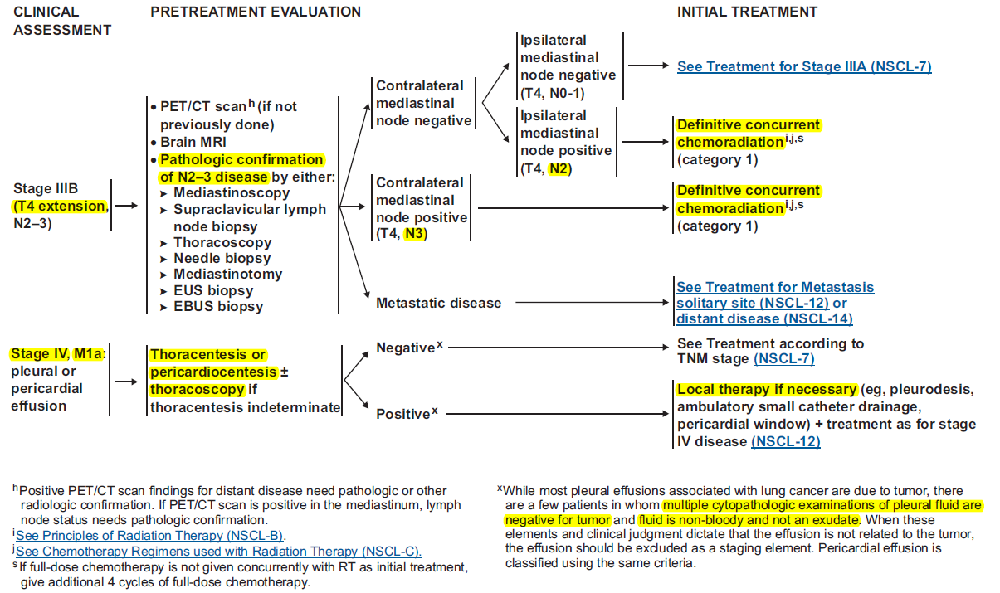 CLINICAL
ASSESSMENT
PRETREATMENT EVALUATION
INITIAL TREATMENT
Stage IIIB
(T4 extension,
N2–3)
• PET/CT scanʰ (if not
previously done)
• Brain MRI
• Pathologic confirmation
of N2–3 disease by either:
➤ Mediastinoscopy
➤ Supraclavicular lymph
node biopsy
➤ Thoracoscopy
➤ Needle biopsy
➤ Mediastinotomy
➤ EUS biopsy
➤ EBUS biopsy
Contralateral
mediastinal
node negative
Ipsilateral
mediastinal
node negative
(T4, N0-1)
See Treatment for Stage IIIA (NSCL-7)
Ipsilateral
mediastinal
node positive
(T4, N2)
Definitive concurrent
chemoradiationⁱ,ʲ,ˢ
(category 1)
Contralateral
mediastinal
node positive
(T4, N3)
Definitive concurrent
chemoradiationⁱ,ʲ,ˢ
(category 1)
Metastatic disease
See Treatment for Metastasis
solitary site (NSCL-12) or
distant disease (NSCL-14)
Stage IV, M1a:
pleural or
pericardial
effusion
Thoracentesis or
pericardiocentesis ±
thoracoscopy if
thoracentesis indeterminate
Negativeˣ
See Treatment according to
TNM stage (NSCL-7)
Positiveˣ
Local therapy if necessary (eg, pleurodesis,
ambulatory small catheter drainage,
pericardial window) + treatment as for stage
IV disease (NSCL-12)
ʰPositive PET/CT scan findings for distant disease need pathologic or other
radiologic confirmation. If PET/CT scan is positive in the mediastinum, lymph
node status needs pathologic confirmation.
ⁱSee Principles of Radiation Therapy (NSCL-B).
ʲSee Chemotherapy Regimens used with Radiation Therapy (NSCL-C).
ˢIf full-dose chemotherapy is not given concurrently with RT as initial treatment,
give additional 4 cycles of full-dose chemotherapy.
ˣWhile most pleural effusions associated with lung cancer are due to tumor, there
are a few patients in whom multiple cytopathologic examinations of pleural fluid are
negative for tumor and fluid is non-bloody and not an exudate. When these
elements and clinical judgment dictate that the effusion is not related to the tumor,
the effusion should be excluded as a staging element. Pericardial effusion is
classified using the same criteria.